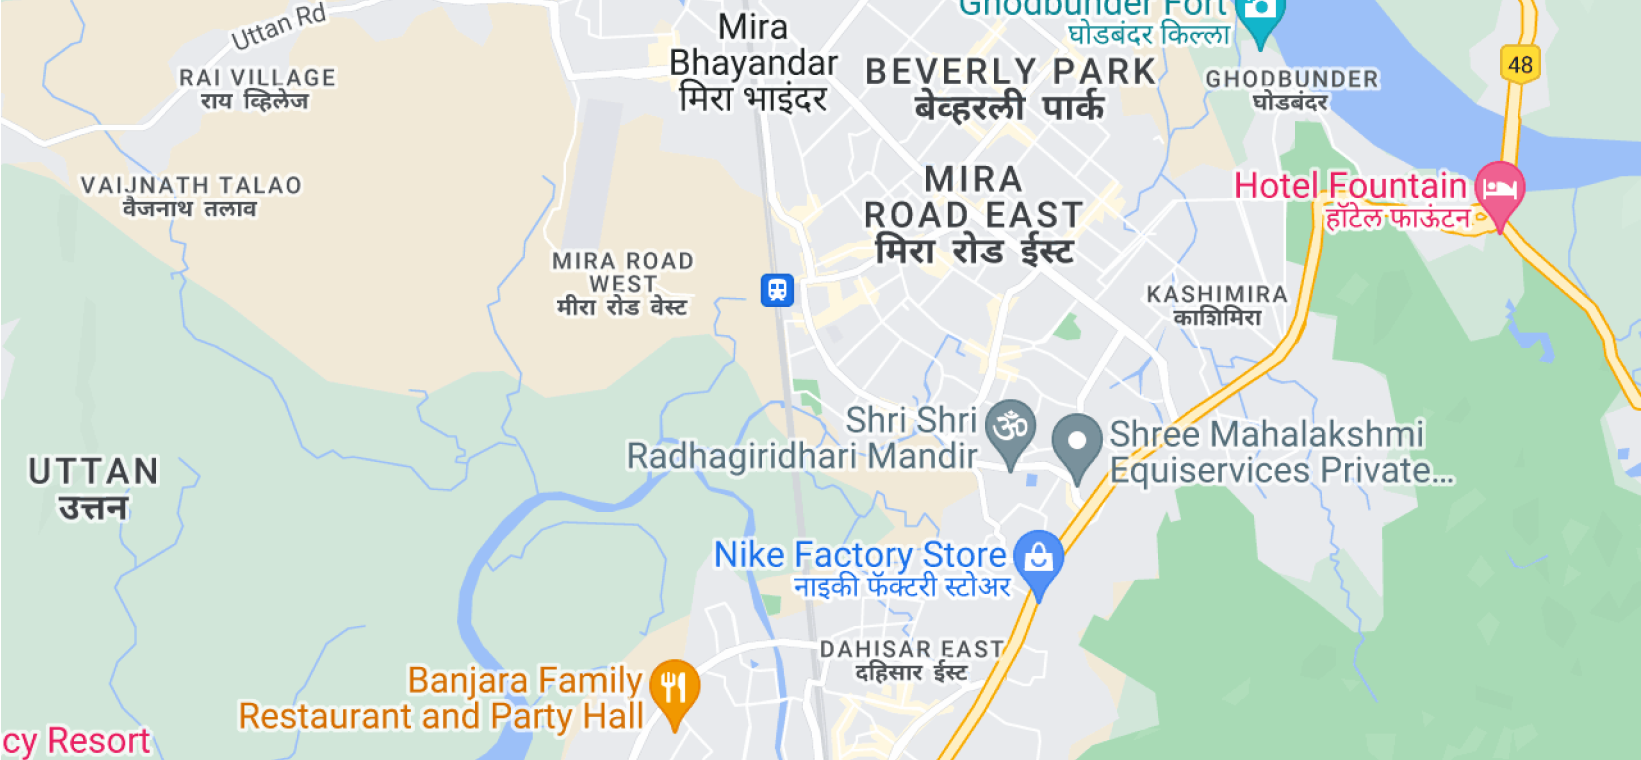 Ghodbunder Fort
घोडबंदर किल्ला
Uttan Rd
Mira
Bhayandar
मिरा भाइंदर
RAI VILLAGE
राय व्हिलेज
BEVERLY PARK
बेव्हरली पार्क
GHODBUNDER
घोडबंदर
48
VAIJNATH TALAO
वैजनाथ तलाव
MIRA
ROAD EAST
मिरा रोड ईस्ट
Hotel Fountain
हॉटेल फाऊंटन
MIRA ROAD
WEST
मीरा रोड वेस्ट
KASHIMIRA
काशिमिरा
Shri Shri
Radhagiridhari Mandir
Shree Mahalakshmi
Equiservices Private...
UTTAN
उत्तन
Nike Factory Store
नाइकी फॅक्टरी स्टोअर
DAHISAR EAST
दहिसार ईस्ट
Banjara Family
Restaurant and Party Hall
cy Resort